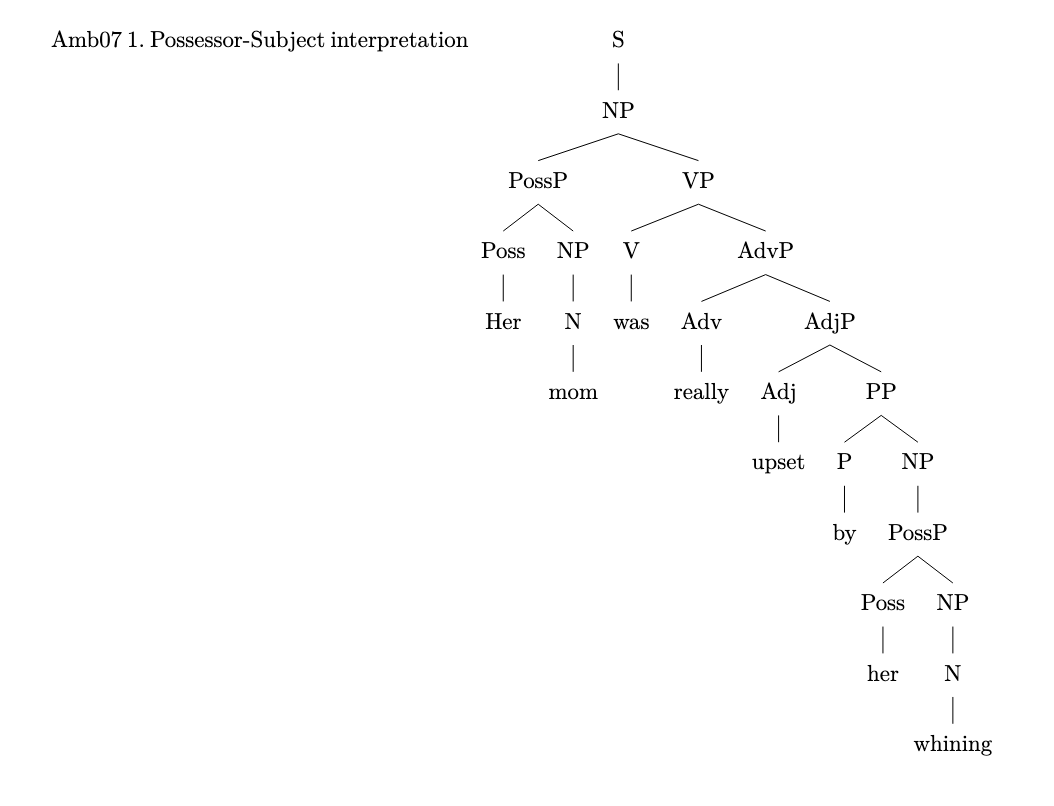 Amb07 1. Possessor-Subject interpretation S
NP
PossP VP
Poss NP V AdvP
Her N was Adv AdjP
mom really Adj PP
upset P NP
by PossP
Poss NP
her N
whining